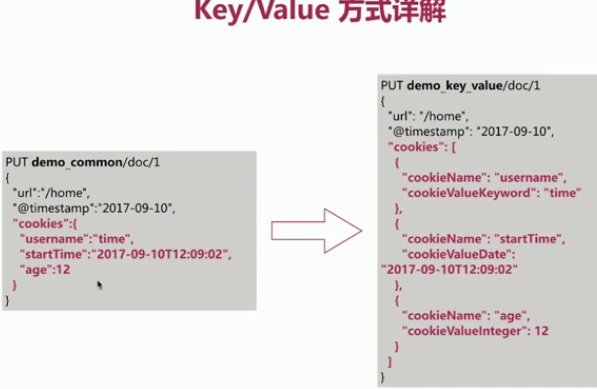 Key/Value 方式详解
PUT demo_common/doc/1
{
"url":"/home",
"@timestamp":"2017-09-10",
"cookies":{
"username":"time",
"startTime":"2017-09-10T12:09:02",
"age":12
}
}
PUT demo_key_value/doc/1
{
"url": "/home",
"@timestamp": "2017-09-10",
"cookies": [
{
"cookieName": "username",
"cookieValueKeyword": "time"
},
{
"cookieName": "startTime",
"cookieValueDate":
"2017-09-10T12:09:02"
},
{
"cookieName": "age",
"cookieValueInteger": 12
}
]
}